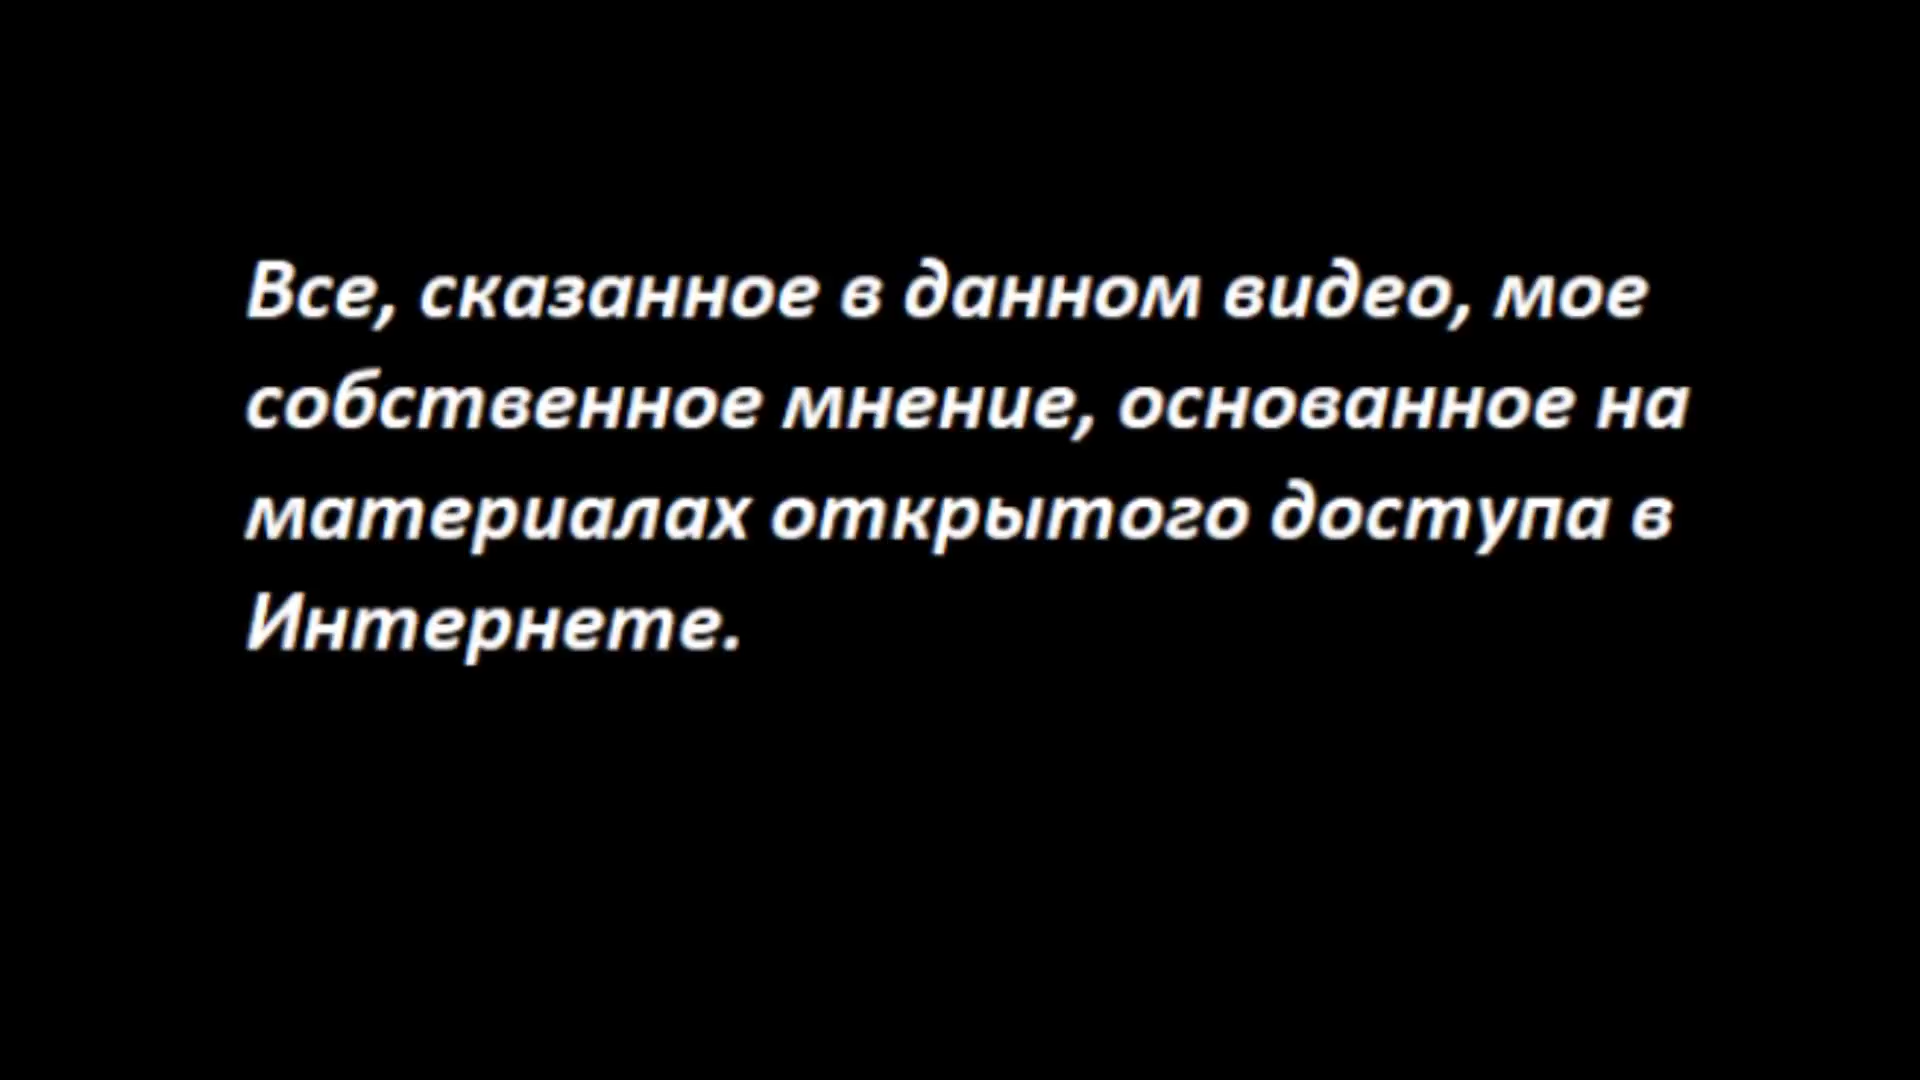 Все, сказанное в данном видео, мое
собственное мнение, основанное на
материалах открытого доступа в
Интернете.